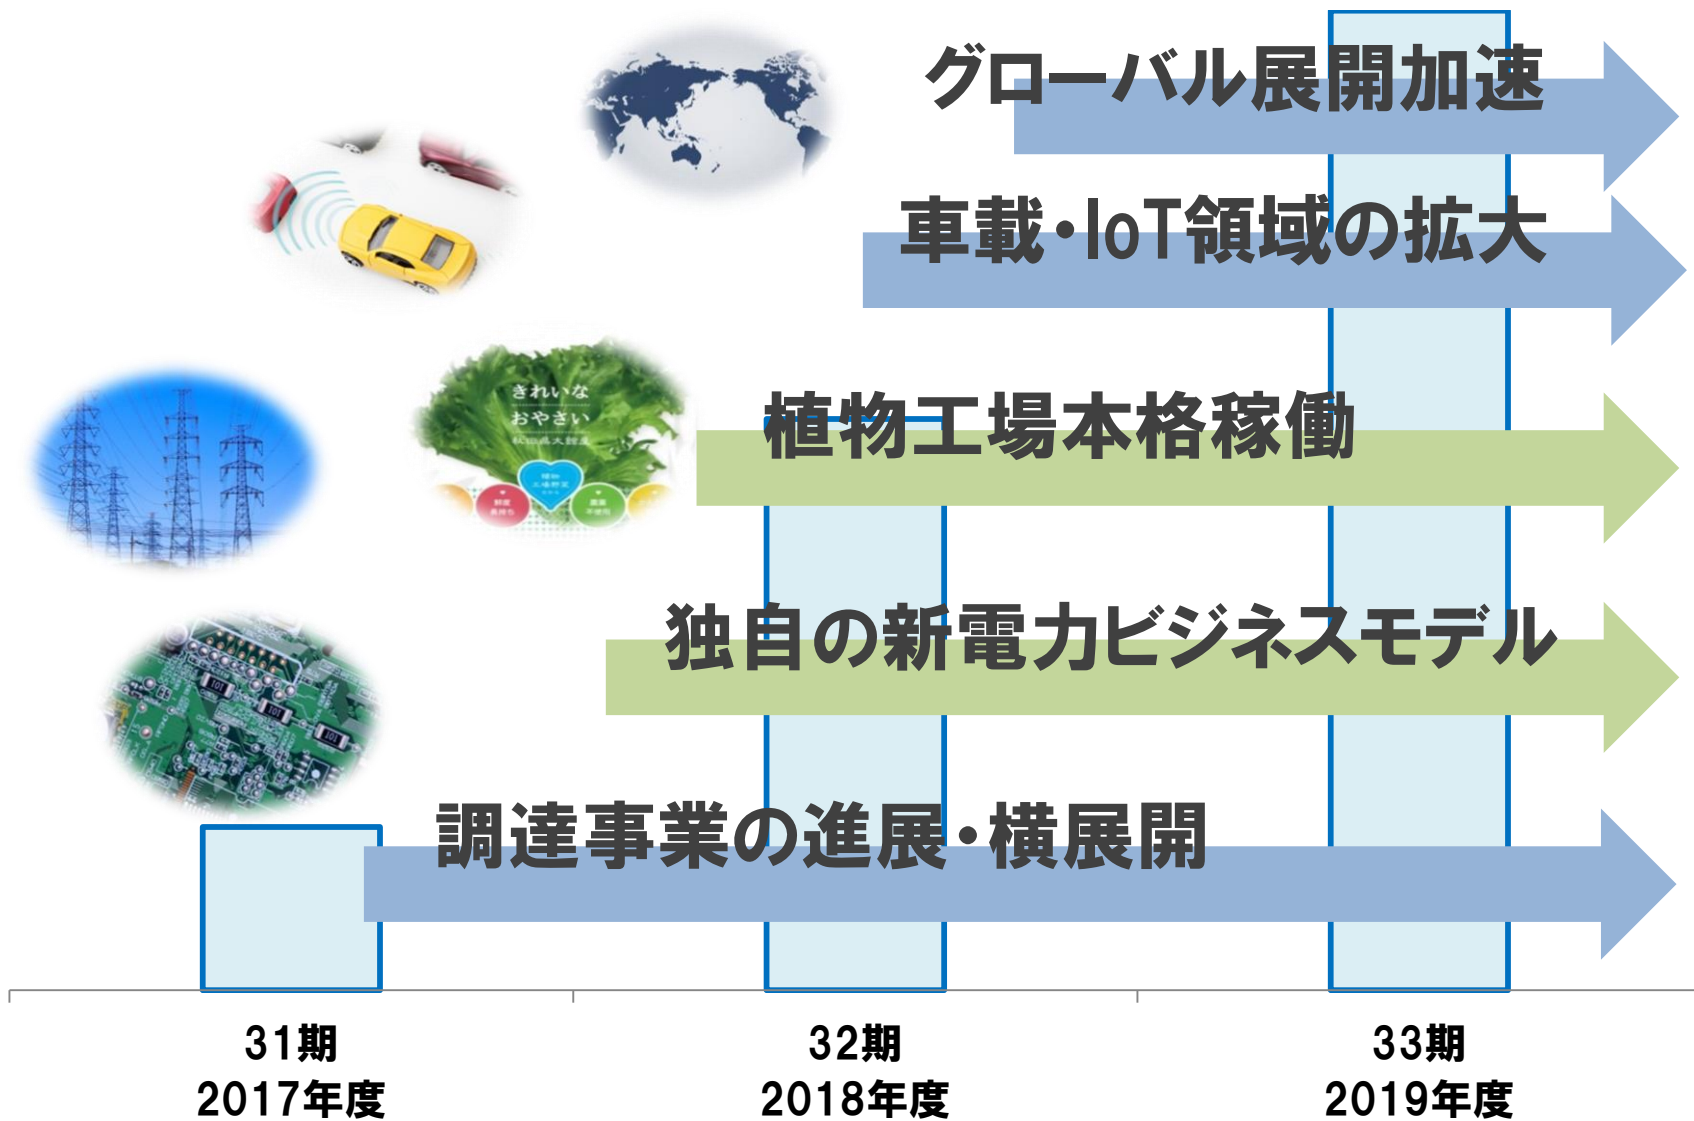 グローバル展開加速
車載・IoT領域の拡大
きれいな
おやさい
植物工場本格稼働
独自の新電力ビジネスモデル
101
101
101
調達事業の進展・横展開
31期
2017年度
32期
2018年度
33期
2019年度